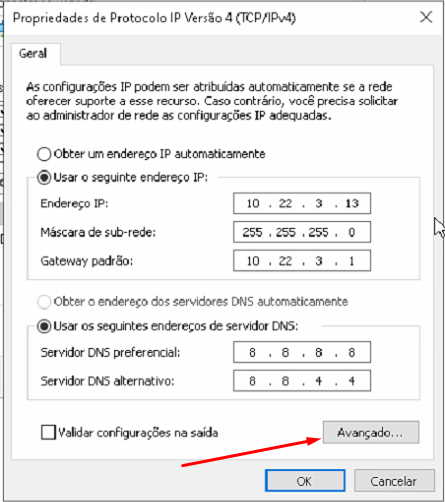 Propriedades de Protocolo IP Versão 4 (TCP/IPv4)
Geral
As configurações IP podem ser atribuídas automaticamente se a rede
oferecer suporte a esse recurso. Caso contrário, você precisa solicitar
ao administrador de rede as configurações IP adequadas.
Obter um endereço IP automaticamente
Usar o seguinte endereço IP:
Endereço IP: 10 . 22 . 3 . 13
Máscara de sub-rede: 255 . 255 . 255 . 0
Gateway padrão: 10 . 22 . 3 . 1
Obter o endereço dos servidores DNS automaticamente
Usar os seguintes endereços de servidor DNS:
Servidor DNS preferencial: 8 . 8 . 8 . 8
Servidor DNS alternativo: 8 . 8 . 4 . 4
Validar configurações na saída
Avançado...
OK Cancelar